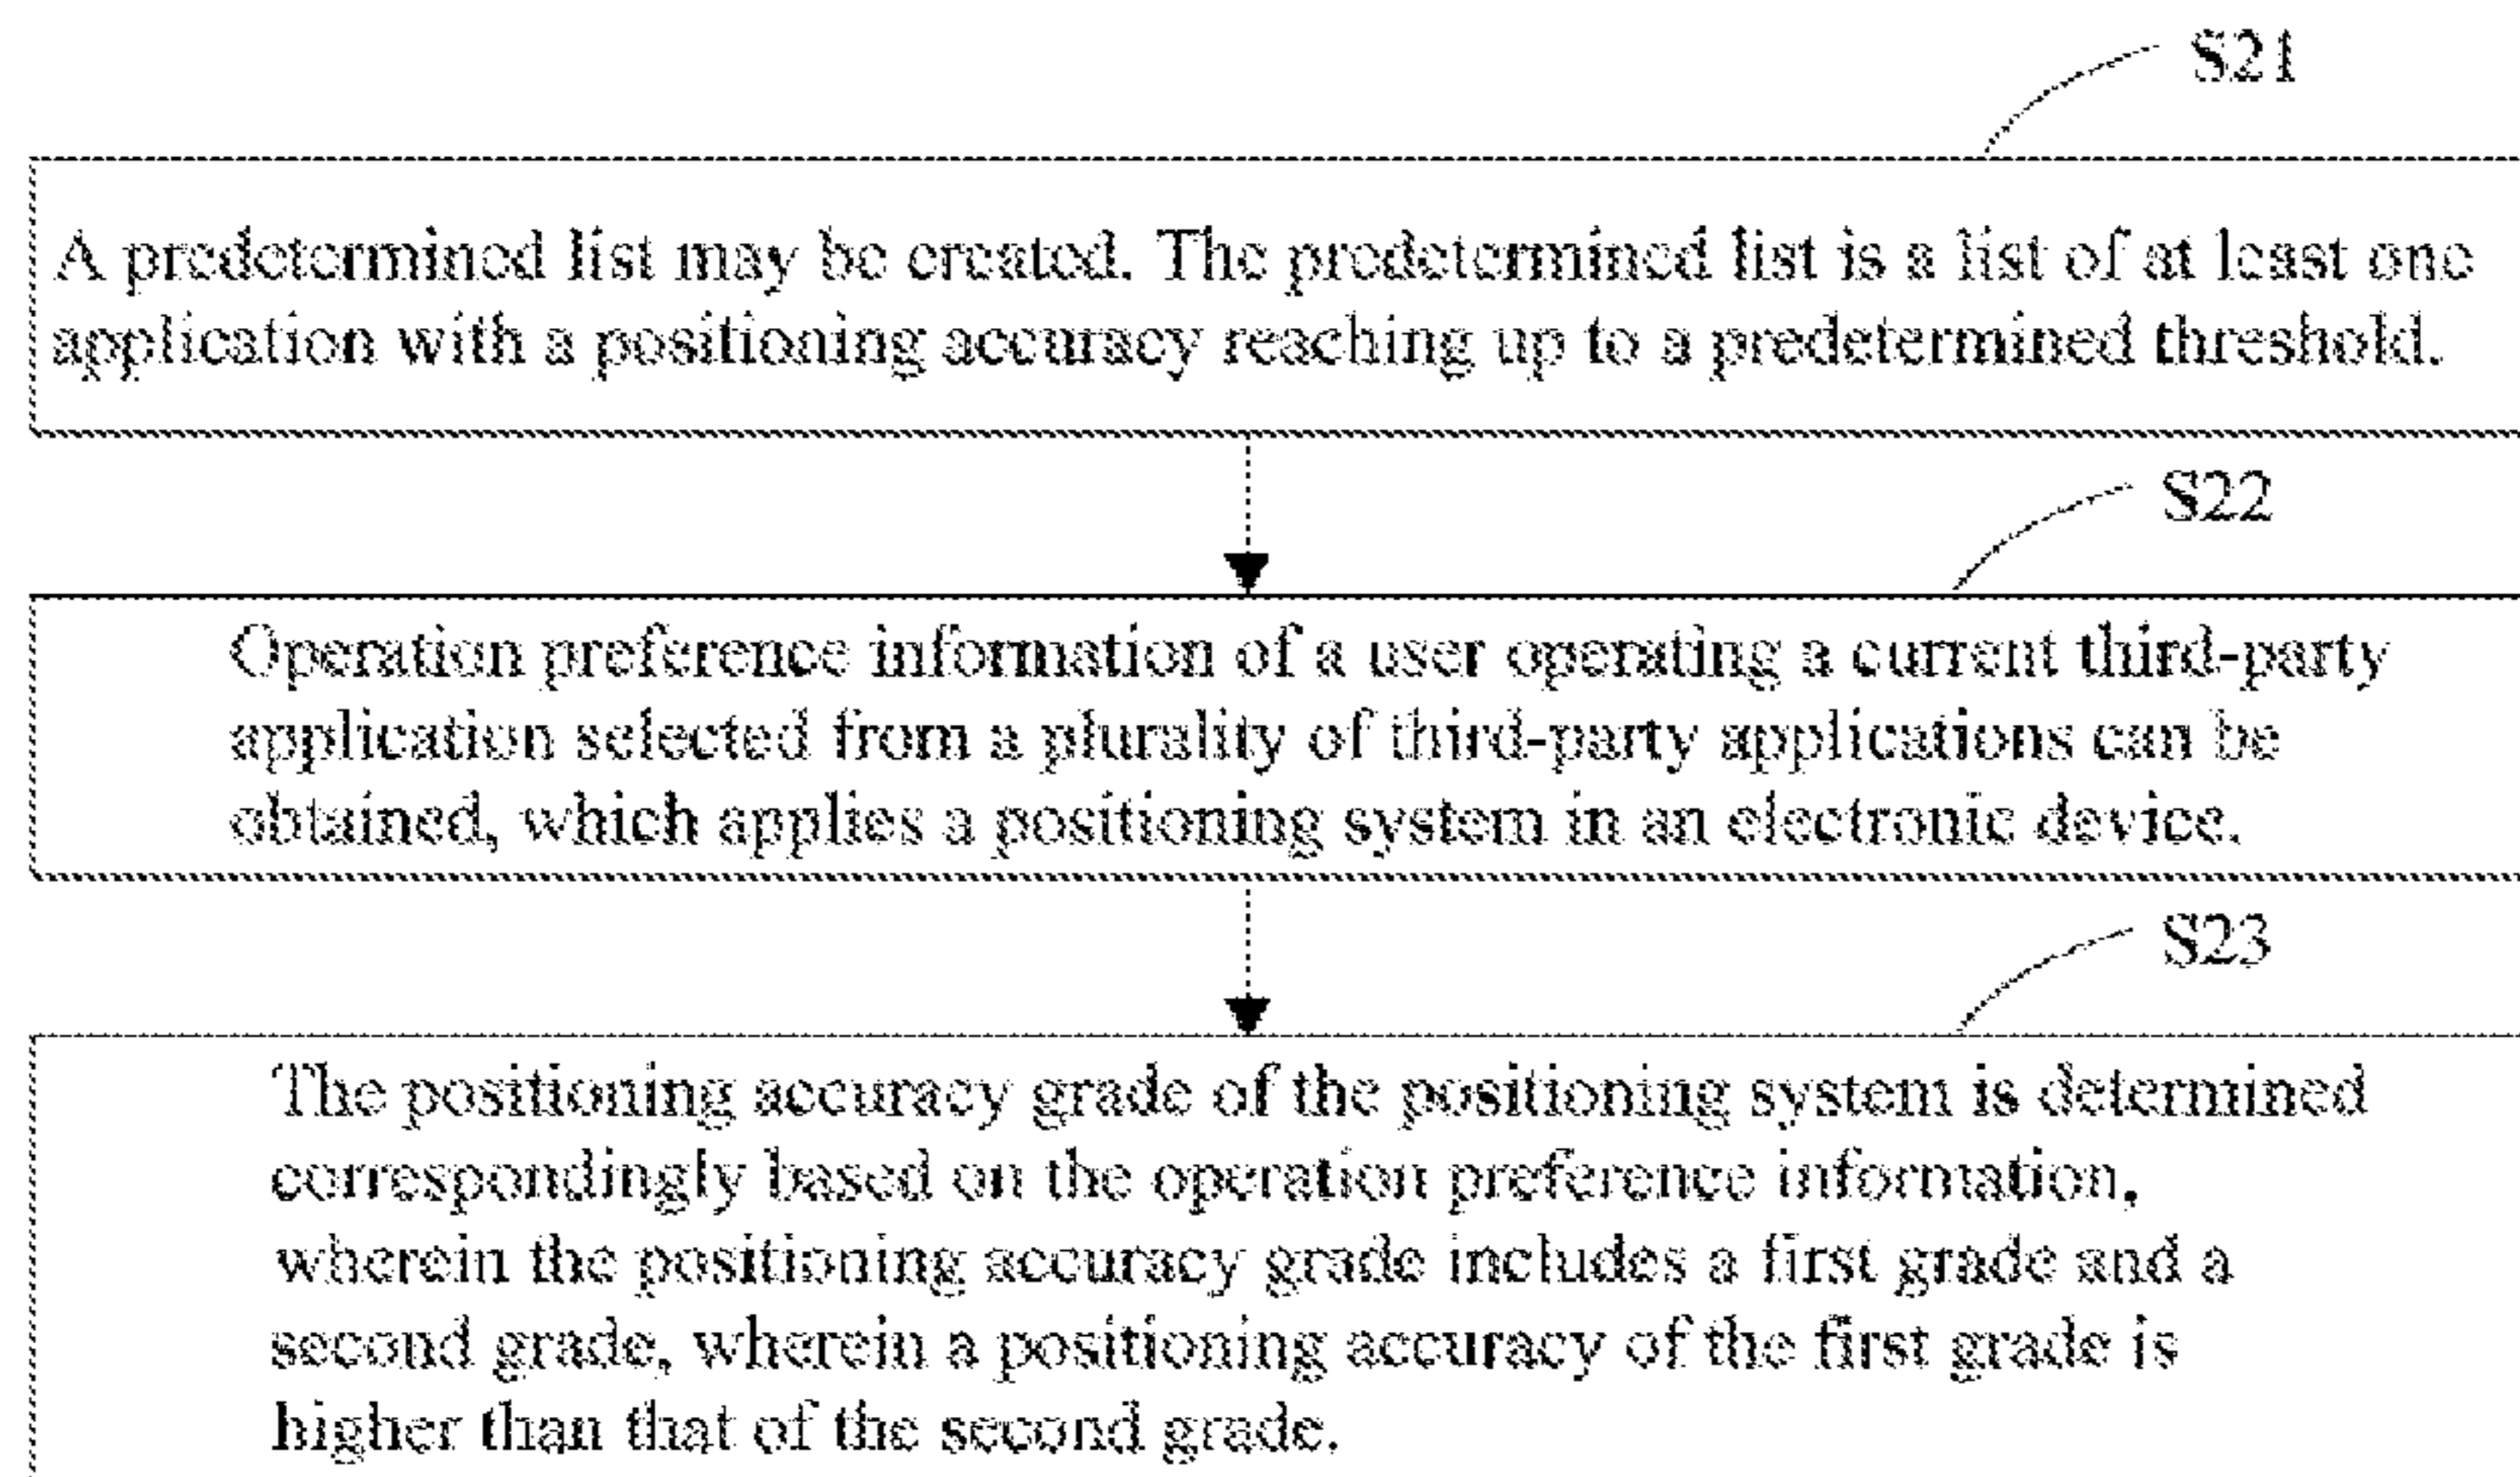 S21
A predetermined list may be created. The predetermined list is a list of at least one
application with a positioning accuracy reaching up to a predetermined threshold.
S22
Operation preference information of a user operating a current third-party
application selected from a plurality of third-party applications can be
obtained, which applies a positioning system in an electronic device.
S23
The positioning accuracy grade of the positioning system is determined
correspondingly based on the operation preference information,
wherein the positioning accuracy grade includes a first grade and a
second grade, wherein a positioning accuracy of the first grade is
higher than that of the second grade.